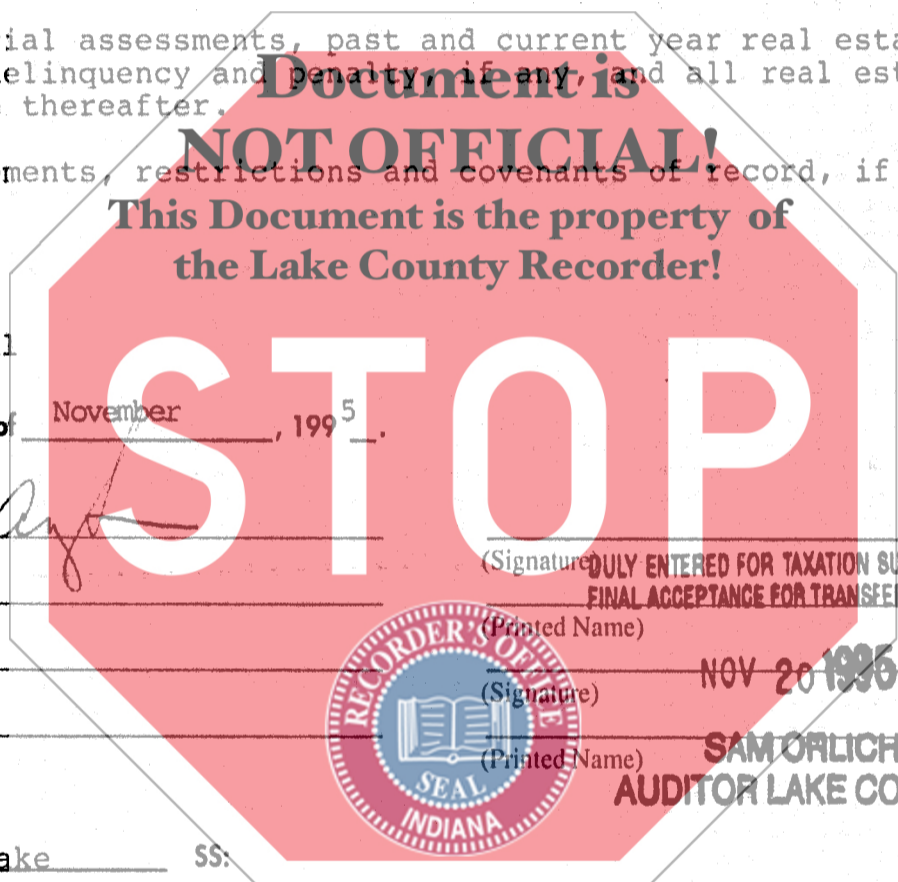 ial assessments, past and current year real esta
elinquency and penalty, if any, and all real est
thereafter.
Document is
NOT OFFICIAL!
ments, restrictions and covenants of record, if
This Document is the property of
the Lake County Recorder!
STOP
November , 1995 .
(Signature)
DULY ENTERED FOR TAXATION SU
FINAL ACCEPTANCE FOR TRANSFE
(Printed Name)
NOV 20 1995
(Signature)
(Printed Name)
SAM ORLICH
AUDITOR LAKE CO
RECORDER'S OFFICE
SEAL
INDIANA
ake SS: